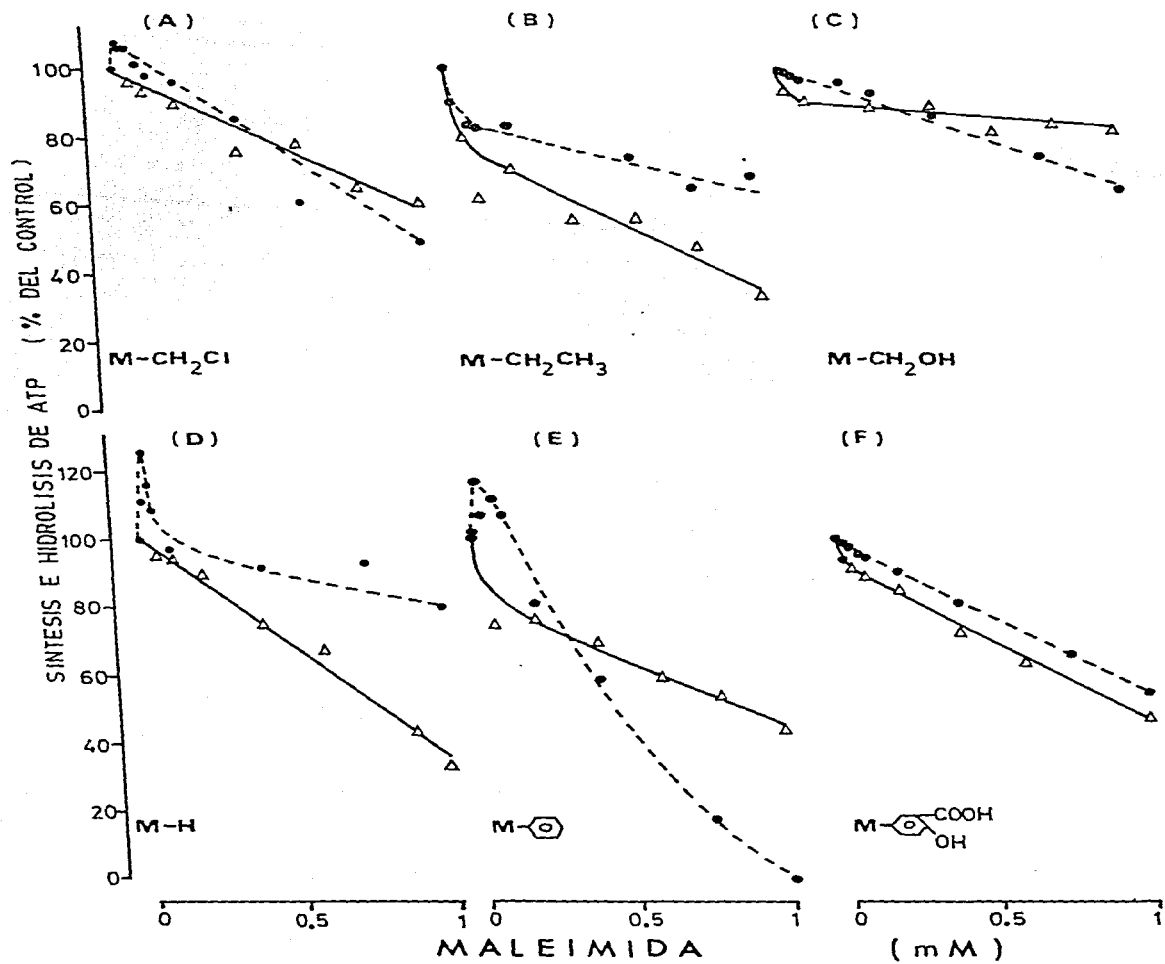 (A) (B) (C)
SINTESIS E HIDROLISIS DE ATP (% DEL CONTROL)
100
80
60
40
20
0
M-CH2Cl M-CH2CH3 M-CH2OH
(D) (E) (F)
120
100
80
60
40
20
0
M-H M- M- COOH
OH
0 0.5 1 0 0.5 1 0 0.5 1
MALEIMIDA (mM)